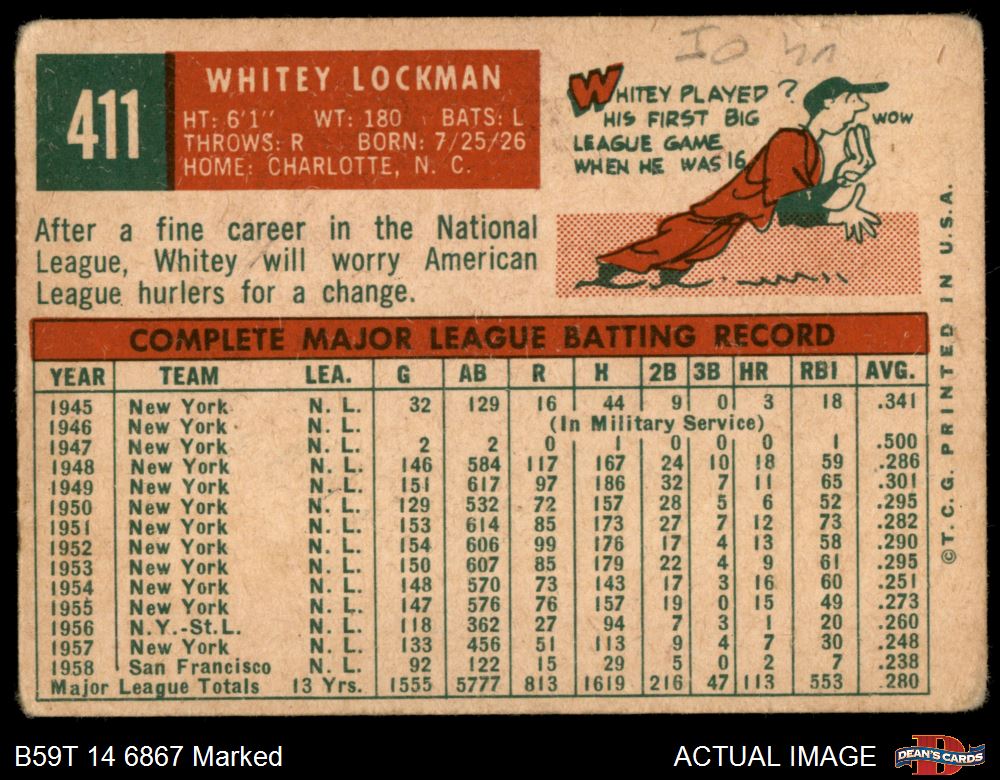 411
WHITEY LOCKMAN
HT: 6'1" WT: 180 BATS: L
THROWS: R BORN: 7/25/26
HOME: CHARLOTTE, N. C.
WHITEY PLAYED ?
HIS FIRST BIG
LEAGUE GAME
WHEN HE WAS 16
WOW
After a fine career in the National
League, Whitey will worry American
League hurlers for a change.
COMPLETE MAJOR LEAGUE BATTING RECORD
YEAR TEAM LEA. G AB R H 2B 3B HR RBI AVG.
1945 New York N. L. 32 129 16 44 9 0 3 18 .341
1946 New York N. L. (In Military Service)
1947 New York N. L. 2 2 0 1 0 0 0 1 .500
1948 New York N. L. 146 584 117 167 24 10 18 59 .286
1949 New York N. L. 151 617 97 186 32 7 11 65 .301
1950 New York N. L. 129 532 72 157 28 5 6 52 .295
1951 New York N. L. 153 614 85 173 27 7 12 73 .282
1952 New York N. L. 154 606 99 176 17 4 13 58 .290
1953 New York N. L. 150 607 85 179 22 4 9 61 .295
1954 New York N. L. 148 570 73 143 17 3 16 60 .251
1955 New York N. L. 147 576 76 157 19 0 15 49 .273
1956 N.Y.-St.L. N. L. 118 362 27 94 7 3 1 20 .260
1957 New York N. L. 133 456 51 113 9 4 7 30 .248
1958 San Francisco N. L. 92 122 15 29 5 0 2 7 .238
Major League Totals 13 Yrs. 1555 5777 813 1619 216 47 113 553 .280
©T.C.G. PRINTED IN U.S.A.
B59T 14 6867 Marked
ACTUAL IMAGE
DEAN'S CARDS